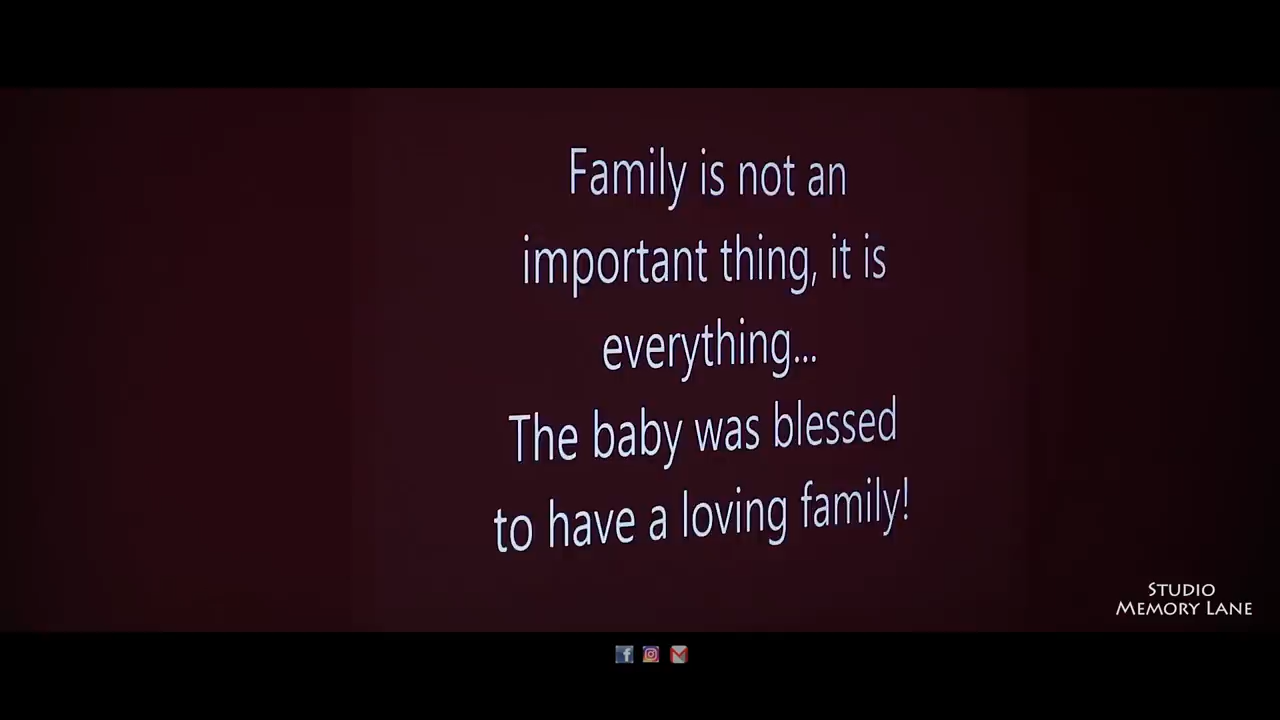 Family is not an
important thing, it is
everything...
The baby was blessed
to have a loving family!
STUDIO
MEMORY LANE